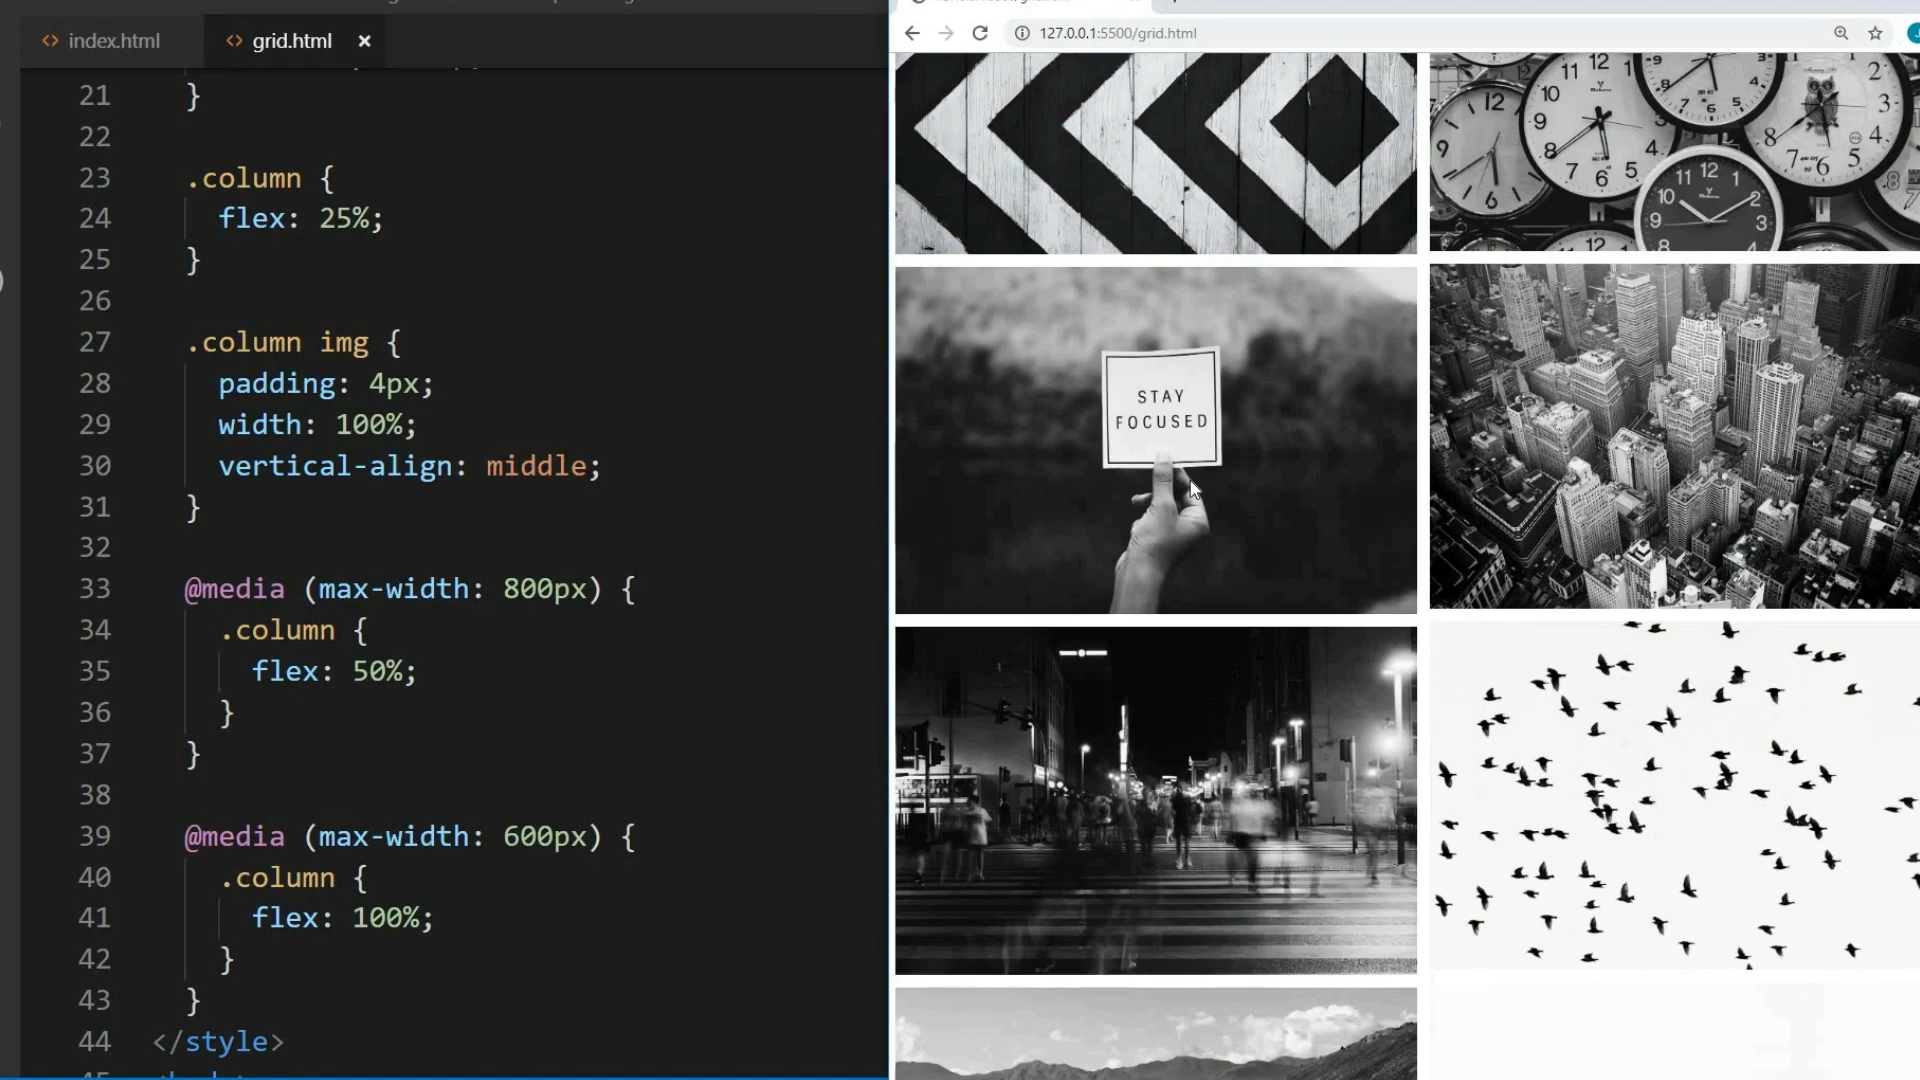 index.html
grid.html
127.0.0.1:5500/grid.html
21 }
22
23 .column {
24 flex: 25%;
25 }
26
27 .column img {
28 padding: 4px;
29 width: 100%;
30 vertical-align: middle;
31 }
32
33 @media (max-width: 800px) {
34 .column {
35 flex: 50%;
36 }
37 }
38
39 @media (max-width: 600px) {
40 .column {
41 flex: 100%;
42 }
43 }
44 </style>
STAY
FOCUSED